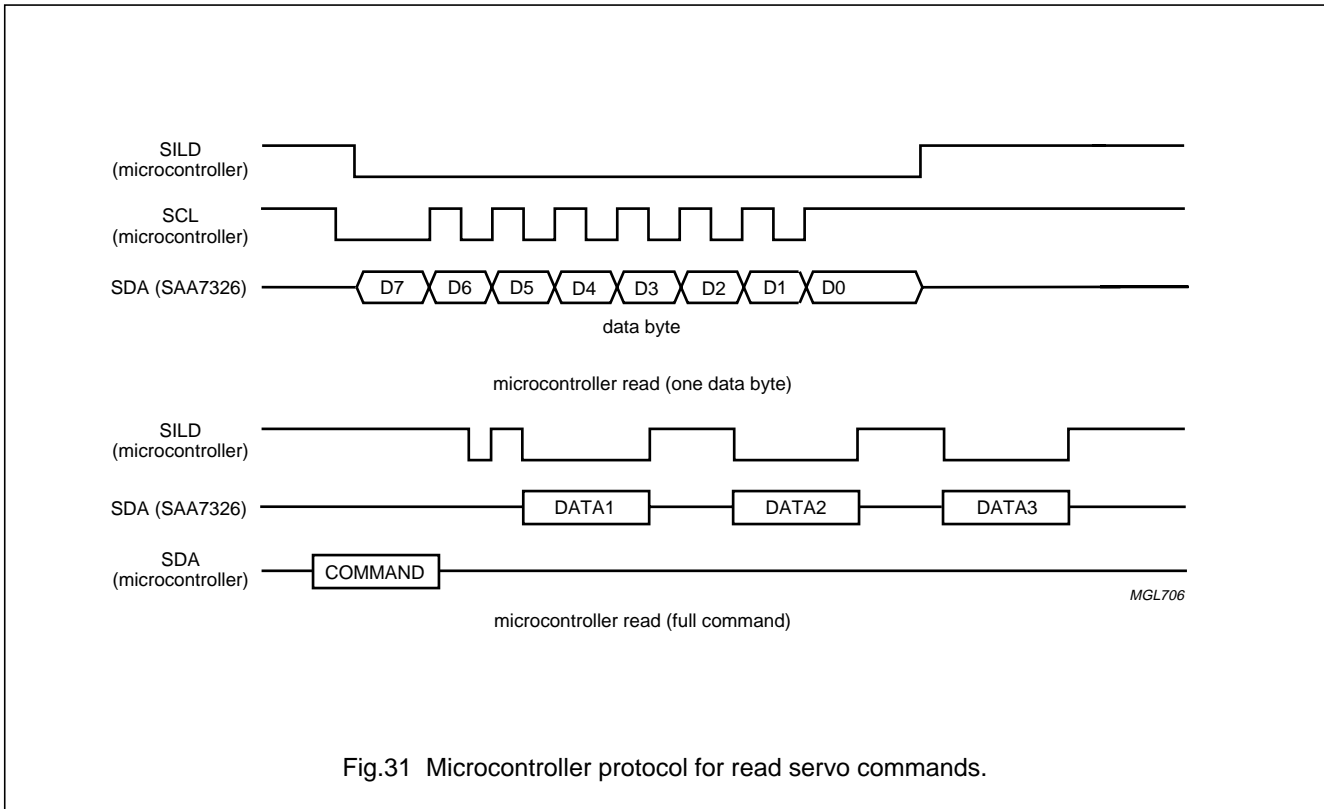 SILD
(microcontroller)
SCL
(microcontroller)
SDA (SAA7326)
D7 D6 D5 D4 D3 D2 D1 D0
data byte
microcontroller read (one data byte)
SILD
(microcontroller)
SDA (SAA7326)
DATA1 DATA2 DATA3
SDA
(microcontroller)
COMMAND
MGL706
microcontroller read (full command)
Fig.31 Microcontroller protocol for read servo commands.